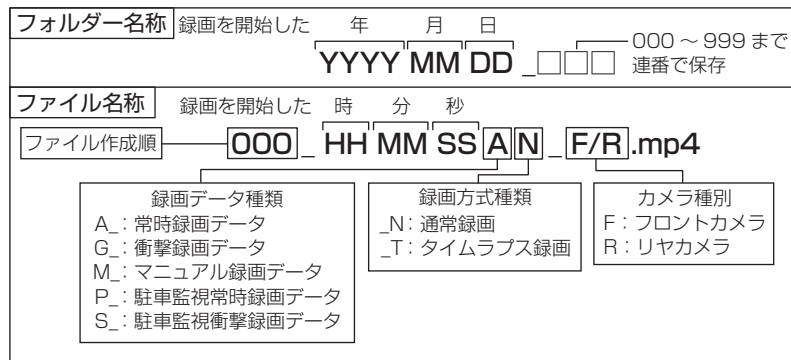 フォルダー名称 録画を開始した 年 月 日
YYYY MM DD _□□□ 000 ～ 999 まで
連番で保存
ファイル名称 録画を開始した 時 分 秒
ファイル作成順 000 _ HH MM SS A N _ F/R .mp4
録画データ種類
A_：常時録画データ
G_：衝撃録画データ
M_：マニュアル録画データ
P_：駐車監視常時録画データ
S_：駐車監視衝撃録画データ
録画方式種類
_N：通常録画
_T：タイムラプス録画
カメラ種別
F：フロントカメラ
R：リヤカメラ